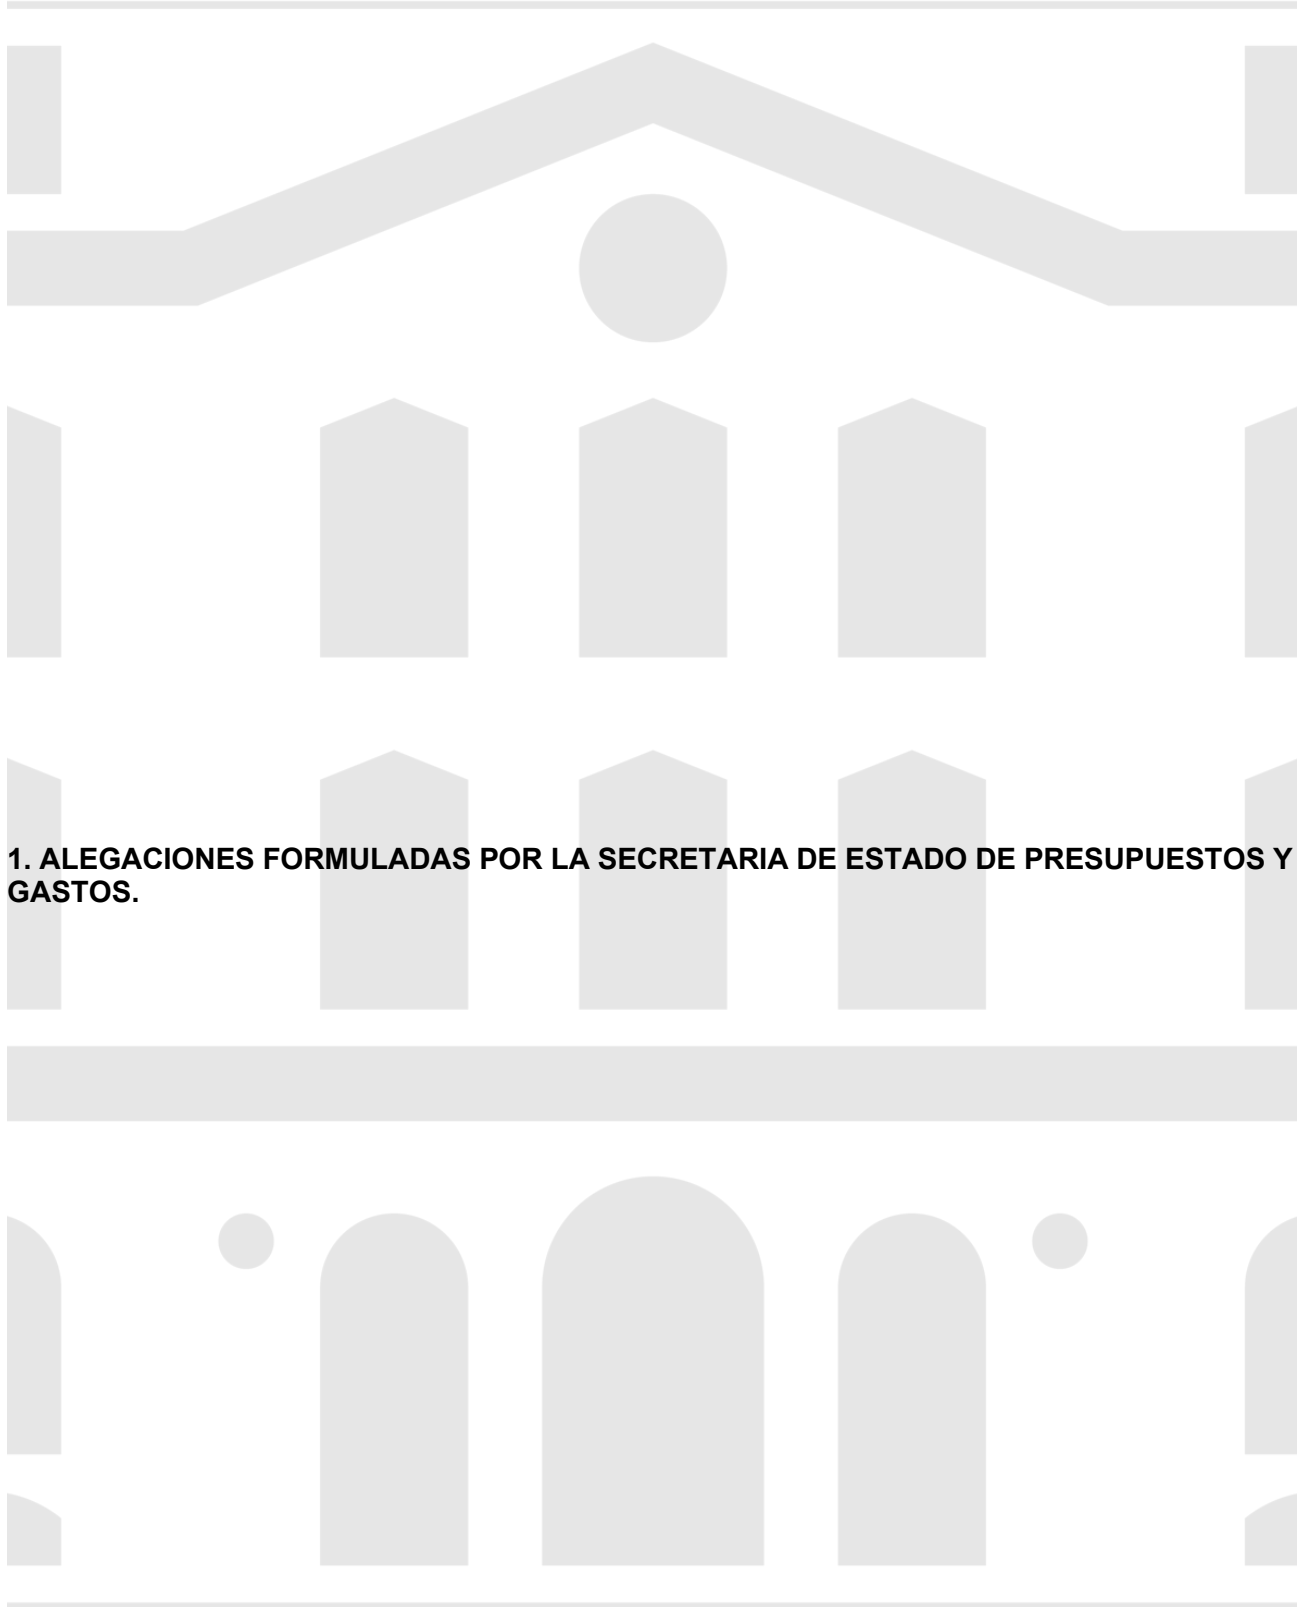 1. ALEGACIONES FORMULADAS POR LA SECRETARIA DE ESTADO DE PRESUPUESTOS Y
GASTOS.